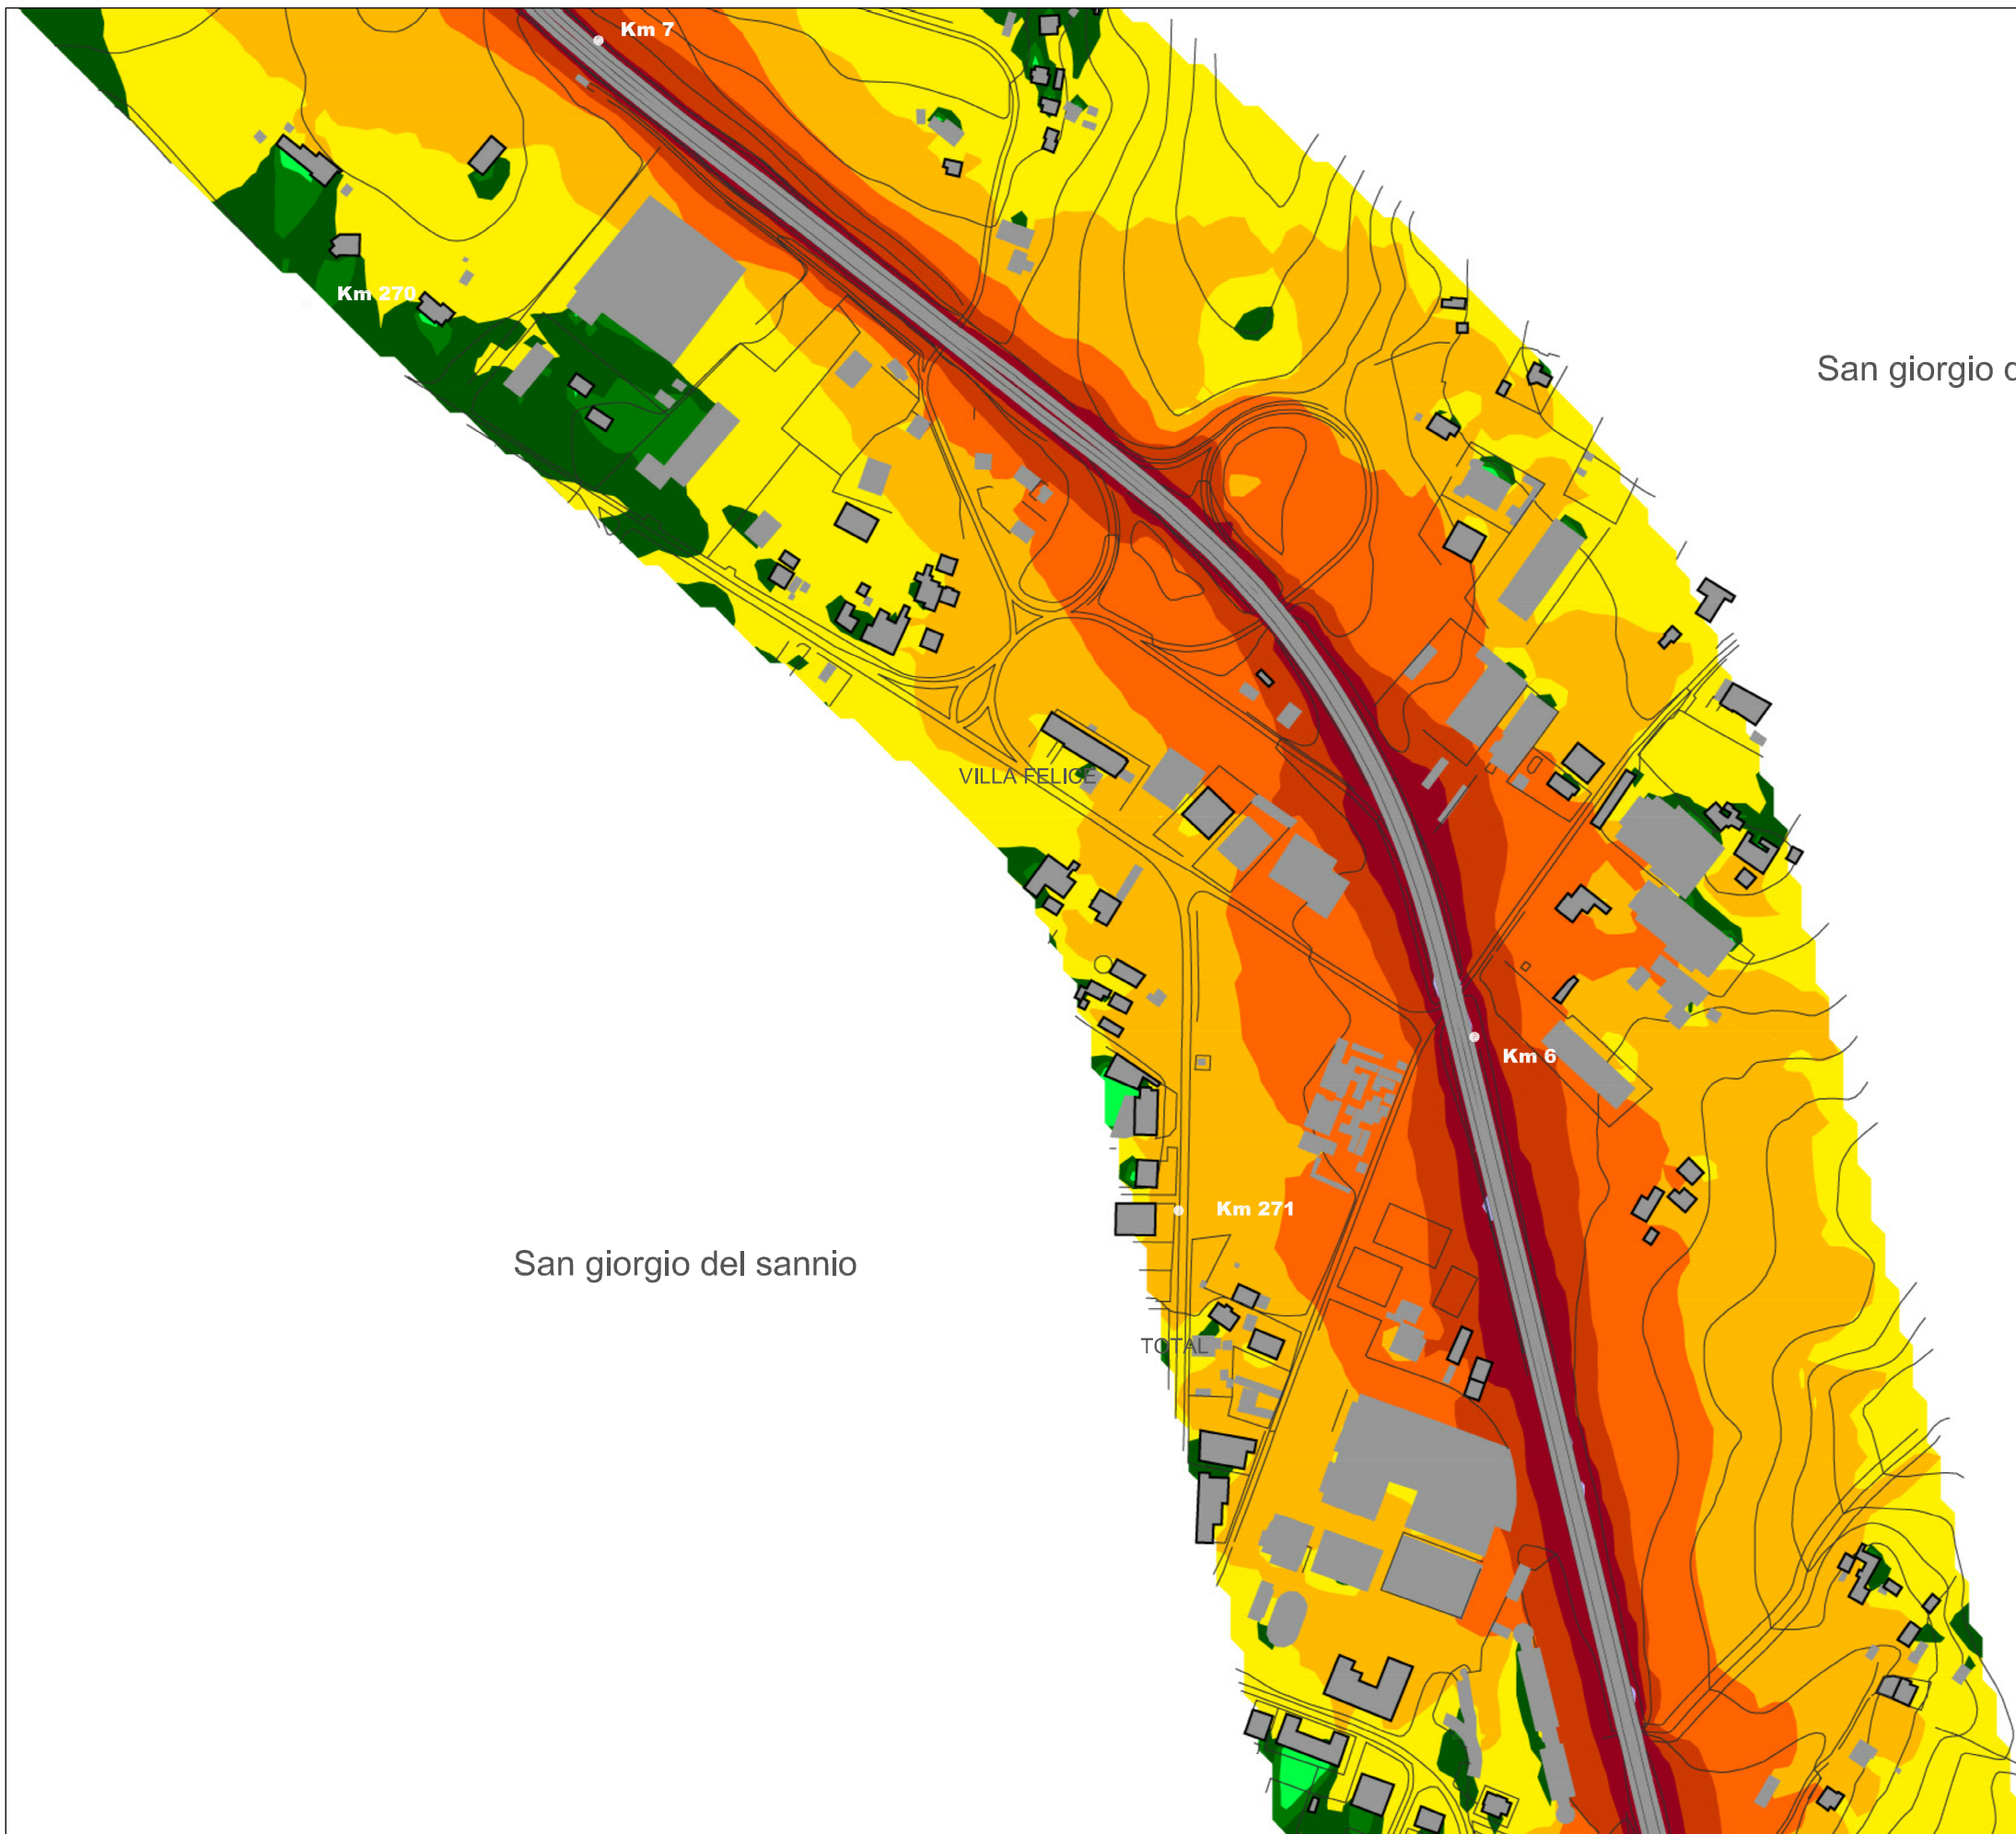 Km 7
Km 270
San giorgio d
VILLA FELICE
Km 6
Km 271
San giorgio del sannio
TOTAL